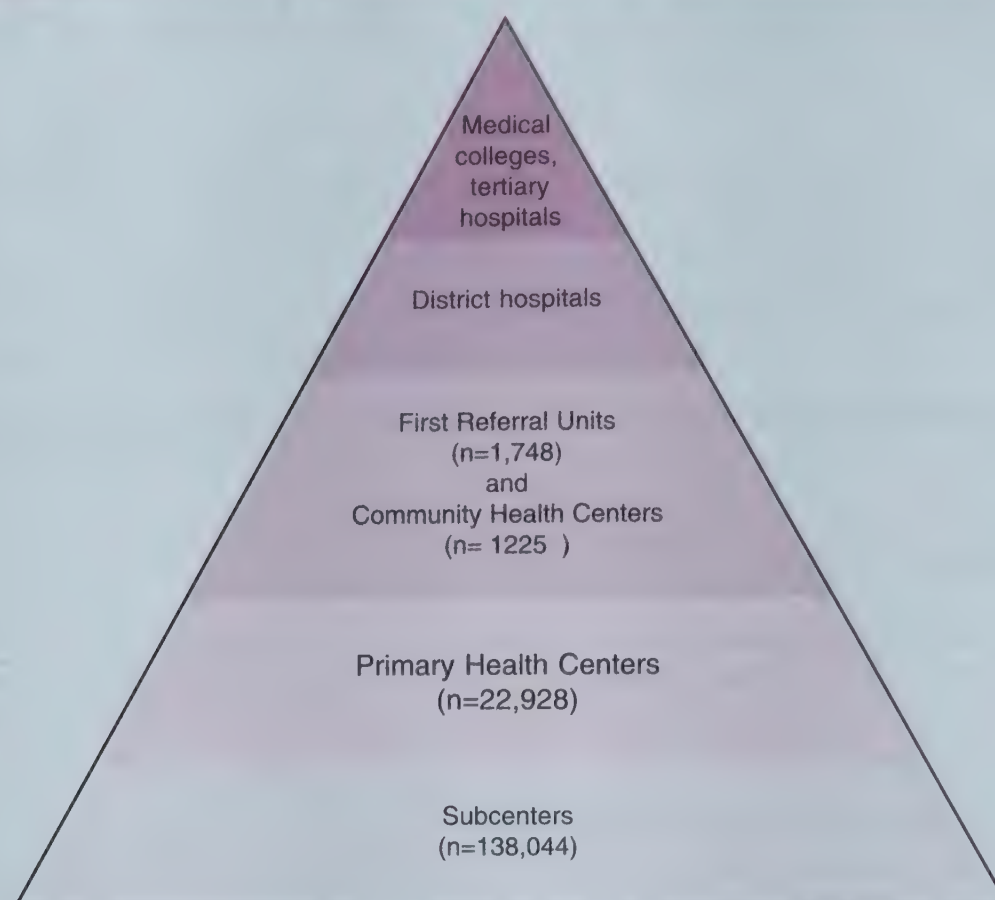 Medical
colleges,
tertiary
hospitals
District hospitals
First Referral Units
(n=1,748)
and
Community Health Centers
(n= 1225 )
Primary Health Centers
(n=22,928)
Subcenters
(n=138,044)